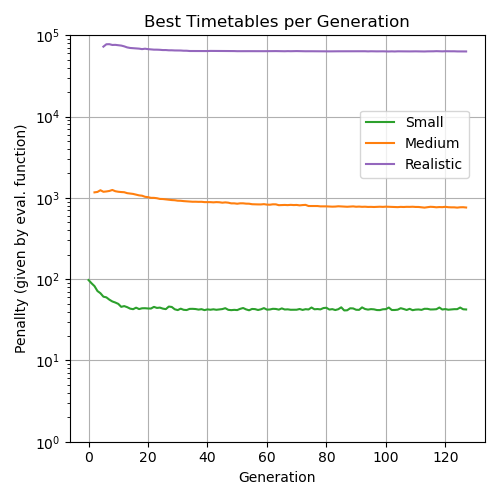 Best Timetables per Generation
Penallty (given by eval. function)
10^5
10^4
10^3
10^2
10^1
10^0
Small
Medium
Realistic
0 20 40 60 80 100 120
Generation